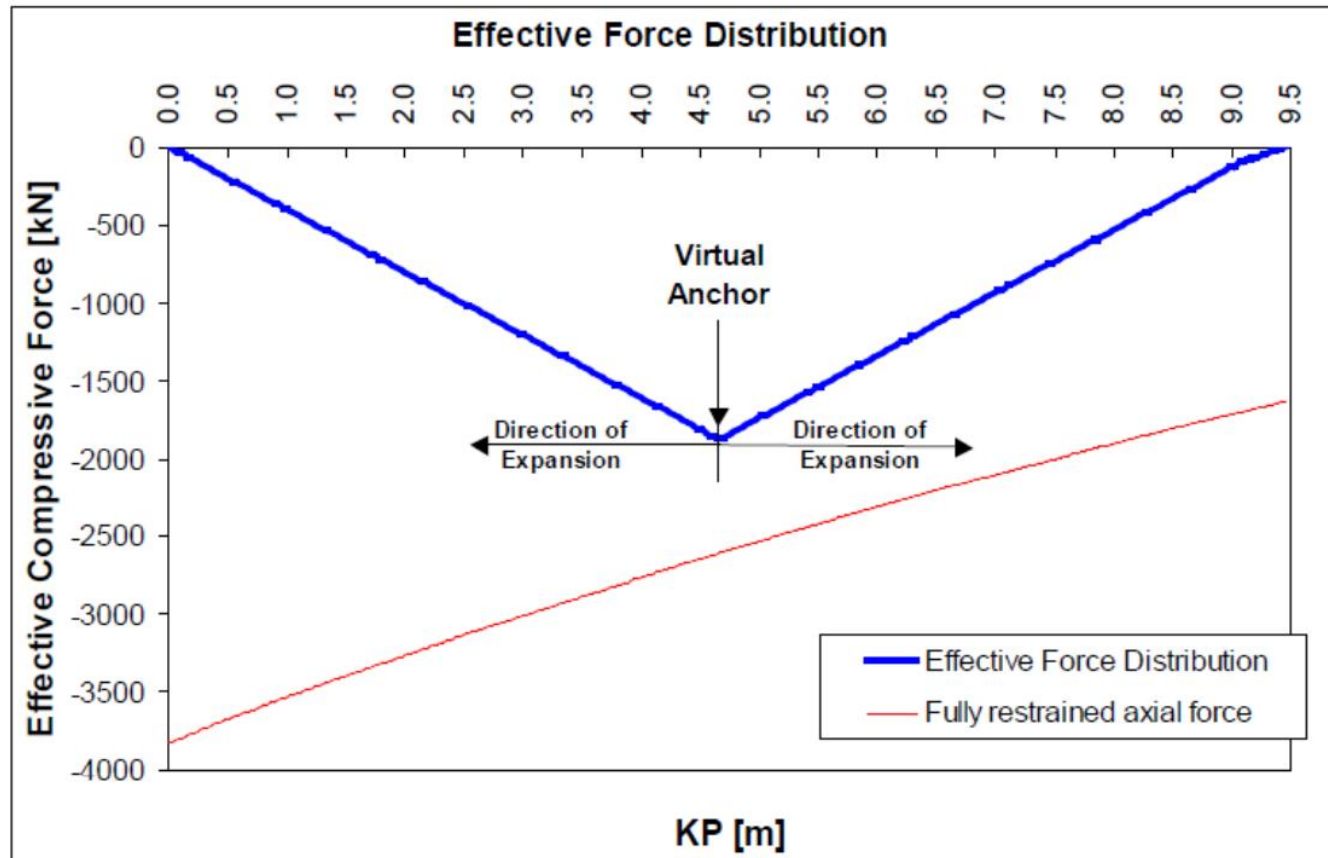 Effective Force Distribution
0.0 0.5 1.0 1.5 2.0 2.5 3.0 3.5 4.0 4.5 5.0 5.5 6.0 6.5 7.0 7.5 8.0 8.5 9.0 9.5
Effective Compressive Force [kN]
0
-500
-1000
-1500
-2000
-2500
-3000
-3500
-4000
Virtual
Anchor
Direction of
Expansion
Direction of
Expansion
Effective Force Distribution
Fully restrained axial force
KP [m]